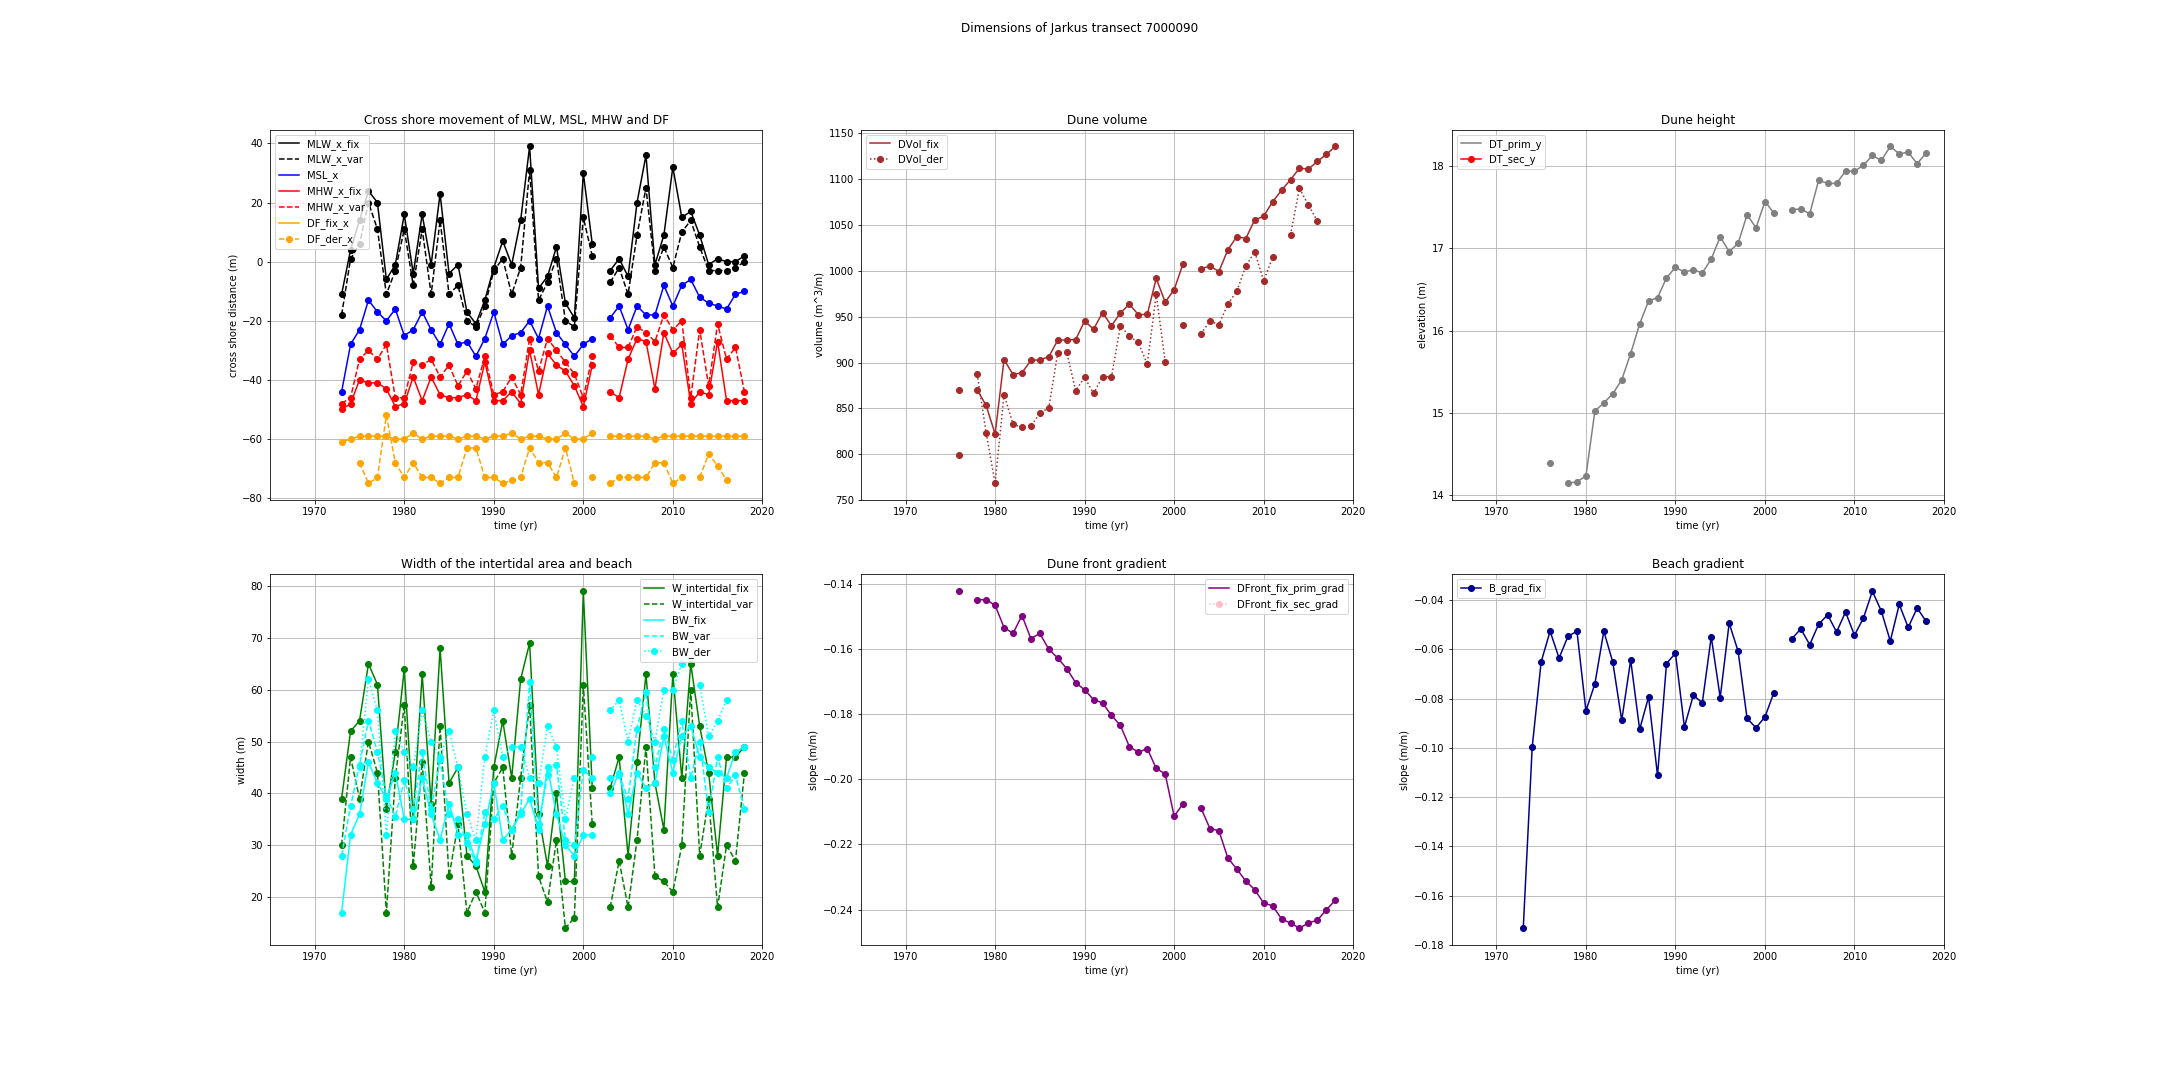 Dimensions of Jarkus transect 7000090
Cross shore movement of MLW, MSL, MHW and DF
MLW_x_fix
MLW_x_var
MSL_x
MHW_x_fix
MHW_x_var
DF_fix_x
DF_der_x
40
20
0
−20
−40
−60
−80
cross shore distance (m)
1970 1980 1990 2000 2010 2020
time (yr)
Dune volume
DVol_fix
DVol_der
1150
1100
1050
1000
950
900
850
800
750
volume (m^3/m)
1970 1980 1990 2000 2010 2020
time (yr)
Dune height
DT_prim_y
DT_sec_y
18
17
16
15
14
elevation (m)
1970 1980 1990 2000 2010 2020
time (yr)
Width of the intertidal area and beach
W_intertidal_fix
W_intertidal_var
BW_fix
BW_var
BW_der
80
70
60
50
40
30
20
width (m)
1970 1980 1990 2000 2010 2020
time (yr)
Dune front gradient
DFront_fix_prim_grad
DFront_fix_sec_grad
−0.14
−0.16
−0.18
−0.20
−0.22
−0.24
slope (m/m)
1970 1980 1990 2000 2010 2020
time (yr)
Beach gradient
B_grad_fix
−0.04
−0.06
−0.08
−0.10
−0.12
−0.14
−0.16
−0.18
slope (m/m)
1970 1980 1990 2000 2010 2020
time (yr)